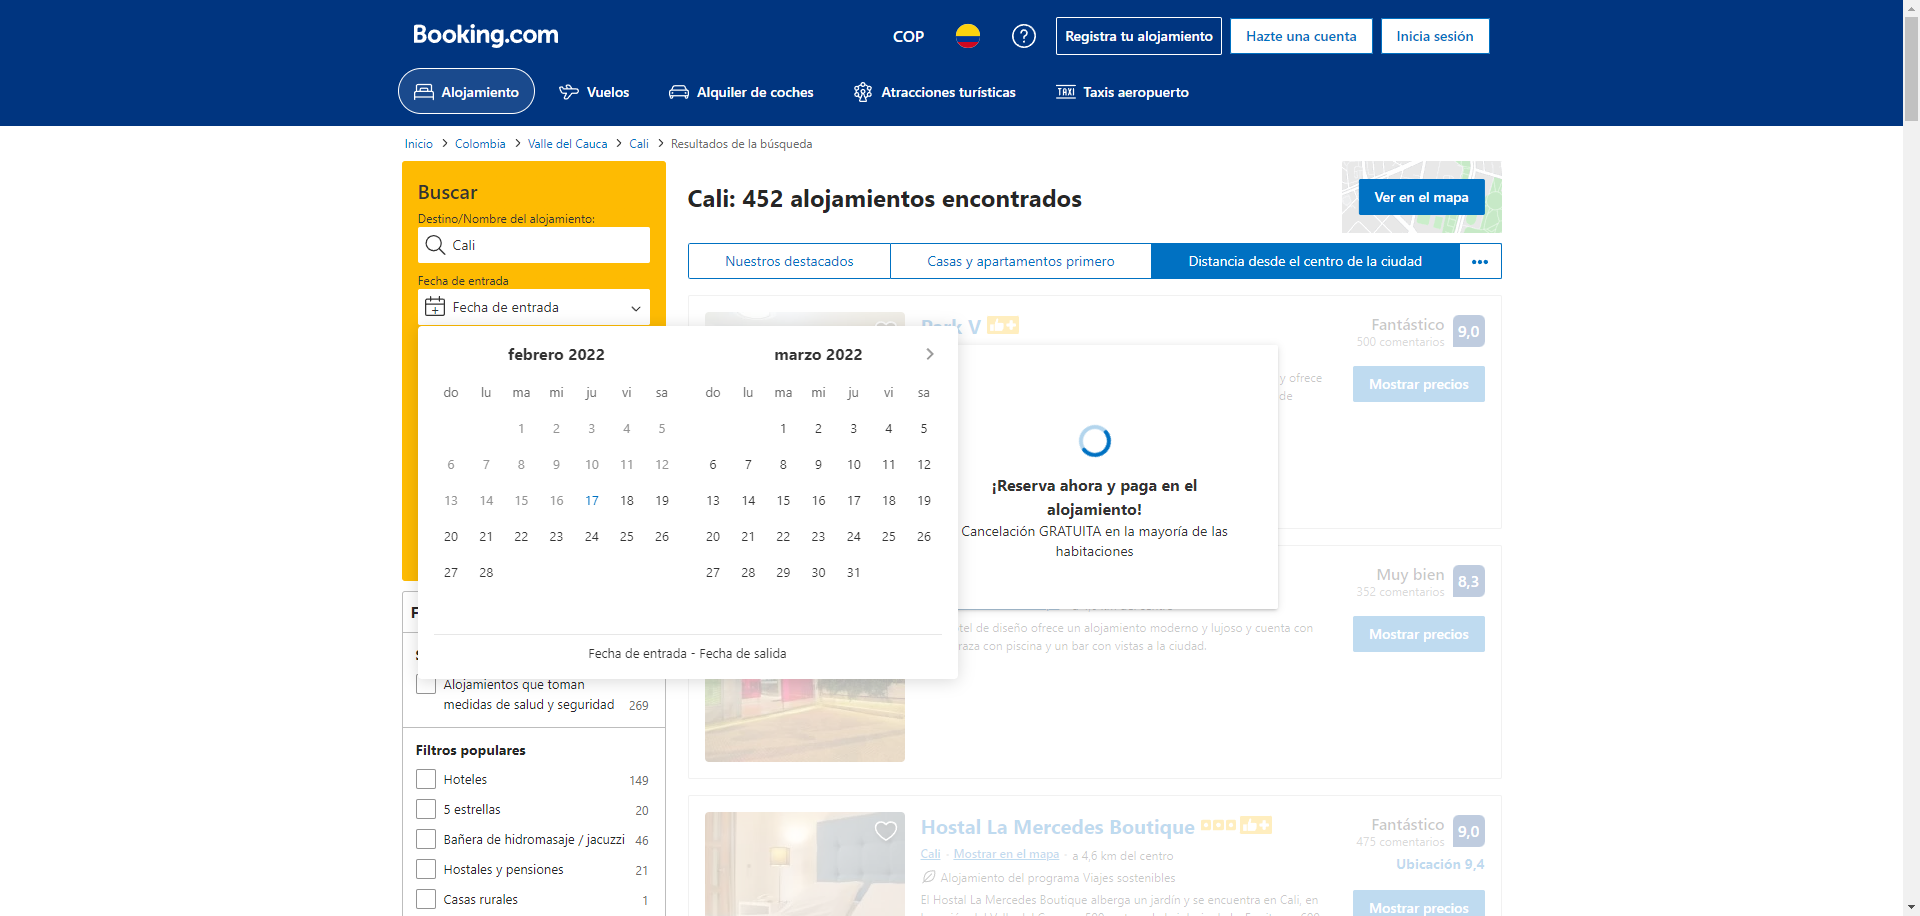 Booking.com
COP
Registra tu alojamiento
Hazte una cuenta
Inicia sesión
Alojamiento
Vuelos
Alquiler de coches
Atracciones turísticas
TAXI
Taxis aeropuerto
Inicio
Colombia
Valle del Cauca
Cali
Resultados de la búsqueda
Buscar
Destino/Nombre del alojamiento:
Cali
Fecha de entrada
Fecha de entrada
febrero 2022
do lu ma mi ju vi sa
1 2 3 4 5
6 7 8 9 10 11 12
13 14 15 16 17 18 19
20 21 22 23 24 25 26
27 28
marzo 2022
do lu ma mi ju vi sa
1 2 3 4 5
6 7 8 9 10 11 12
13 14 15 16 17 18 19
20 21 22 23 24 25 26
27 28 29 30 31
Fecha de entrada - Fecha de salida
Alojamientos que toman
medidas de salud y seguridad 269
Filtros populares
Hoteles 149
5 estrellas 20
Bañera de hidromasaje / jacuzzi 46
Hostales y pensiones 21
Casas rurales 1
Cali: 452 alojamientos encontrados
Ver en el mapa
Nuestros destacados
Casas y apartamentos primero
Distancia desde el centro de la ciudad
Park V
Fantástico 9,0
500 comentarios
y ofrece
de
Mostrar precios
¡Reserva ahora y paga en el
alojamiento!
Cancelación GRATUITA en la mayoría de las
habitaciones
Muy bien 8,3
352 comentarios
Mostrar precios
ofrece un alojamiento moderno y lujoso y cuenta con
con piscina y un bar con vistas a la ciudad.
Hostal La Mercedes Boutique
Cali · Mostrar en el mapa · a 4,6 km del centro
Alojamiento del programa Viajes sostenibles
El Hostal La Mercedes Boutique alberga un jardín y se encuentra en Cali, en
Fantástico 9,0
475 comentarios
Ubicación 9,4
Mostrar precios